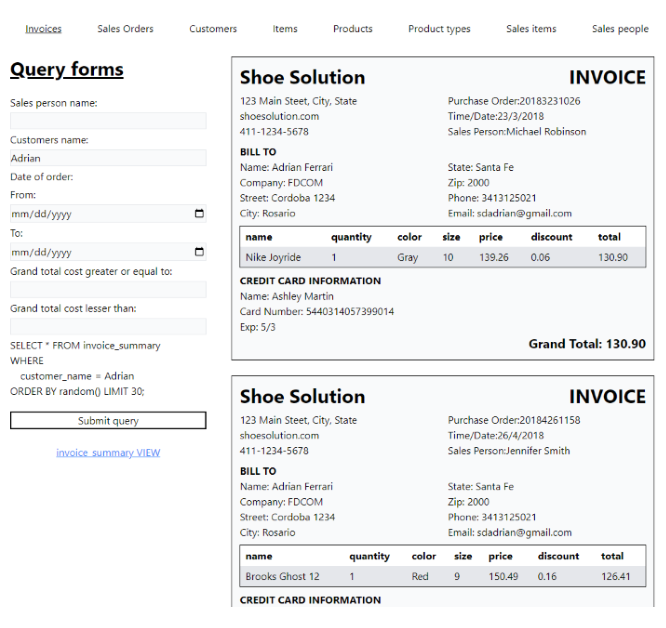 Invoices Sales Orders Customers Items Products Product types Sales items Sales people
Query forms
Sales person name:
Customers name:
Adrian
Date of order:
From:
mm/dd/yyyy
To:
mm/dd/yyyy
Grand total cost greater or equal to:
Grand total cost lesser than:
SELECT * FROM invoice_summary
WHERE
customer_name = Adrian
ORDER BY random() LIMIT 30;
Submit query
invoice_summary VIEW
Shoe Solution INVOICE
123 Main Steet, City, State Purchase Order:20183231026
shoesolution.com Time/Date:23/3/2018
411-1234-5678 Sales Person:Michael Robinson
BILL TO
Name: Adrian Ferrari State: Santa Fe
Company: FDCOM Zip: 2000
Street: Cordoba 1234 Phone: 3413125021
City: Rosario Email: sdadrian@gmail.com
name quantity color size price discount total
Nike Joyride 1 Gray 10 139.26 0.06 130.90
CREDIT CARD INFORMATION
Name: Ashley Martin
Card Number: 5440314057399014
Exp: 5/3
Grand Total: 130.90
Shoe Solution INVOICE
123 Main Steet, City, State Purchase Order:20184261158
shoesolution.com Time/Date:26/4/2018
411-1234-5678 Sales Person:Jennifer Smith
BILL TO
Name: Adrian Ferrari State: Santa Fe
Company: FDCOM Zip: 2000
Street: Cordoba 1234 Phone: 3413125021
City: Rosario Email: sdadrian@gmail.com
name quantity color size price discount total
Brooks Ghost 12 1 Red 9 150.49 0.16 126.41
CREDIT CARD INFORMATION